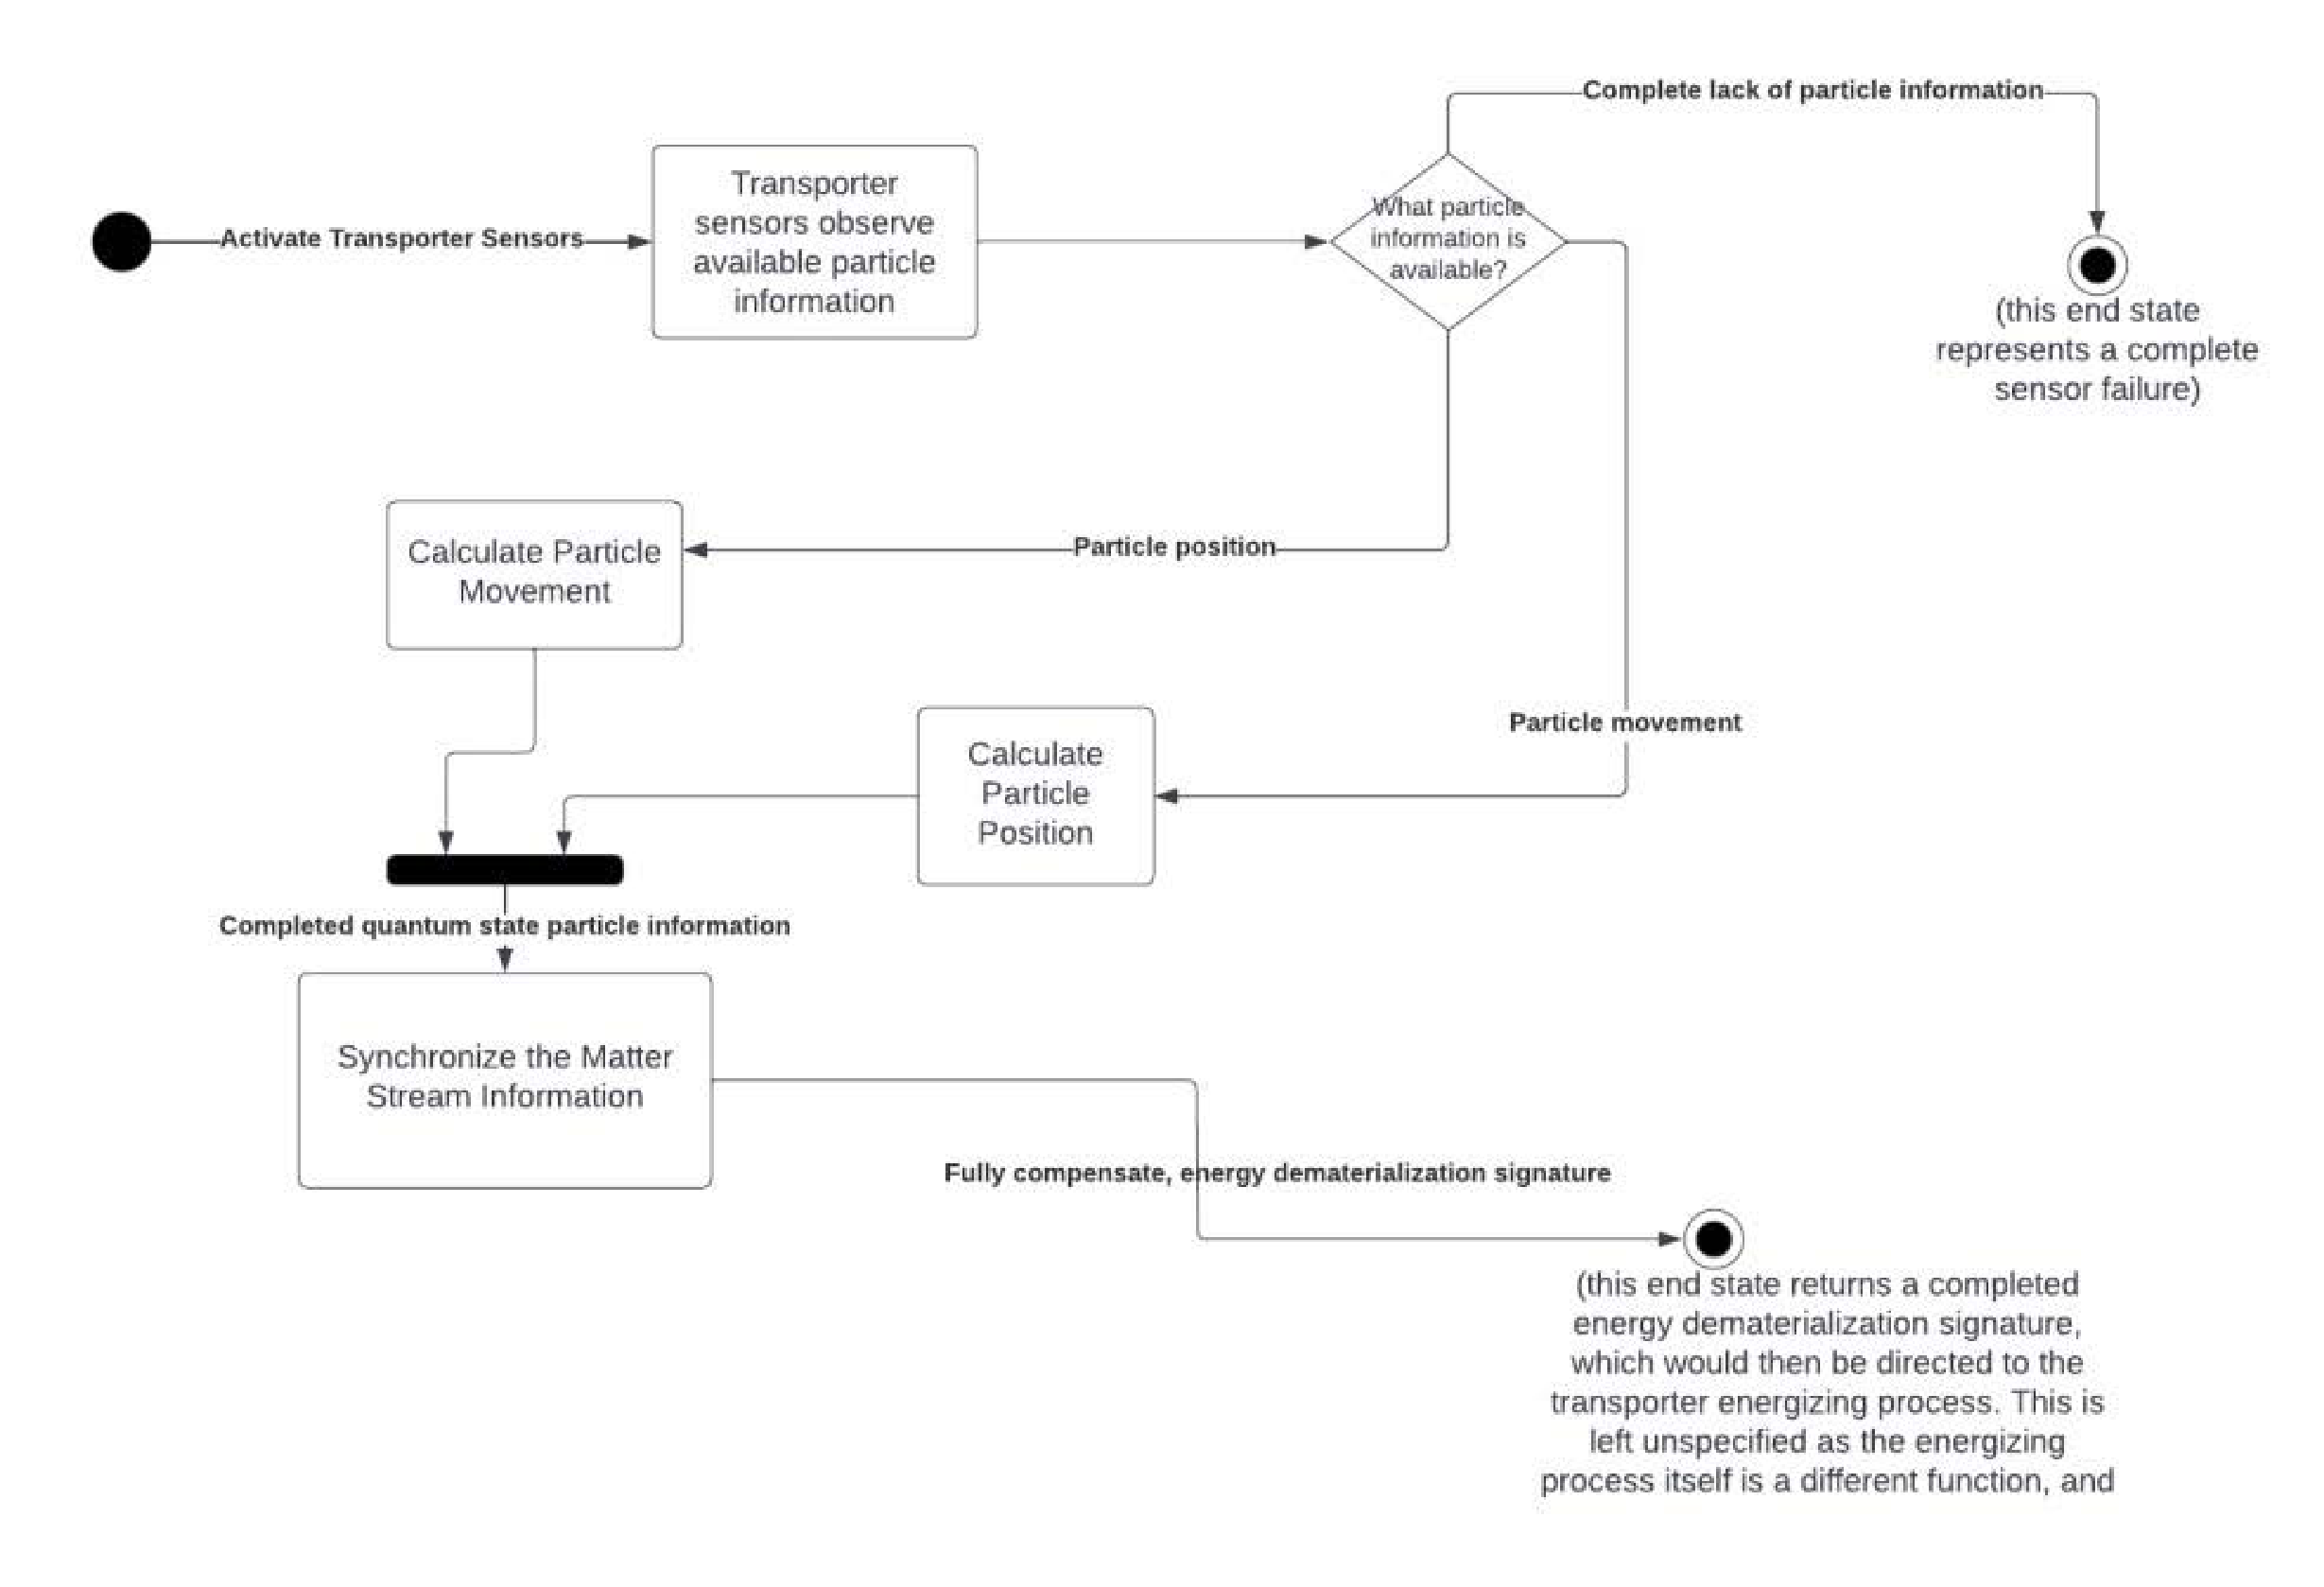 Complete lack of particle information
Transporter
sensors observe
available particle
information
Activate Transporter Sensors
What particle
information is
available?
(this end state
represents a complete
sensor failure)
Calculate Particle
Movement
Particle position
Particle movement
Calculate
Particle
Position
Completed quantum state particle information
Synchronize the Matter
Stream Information
Fully compensate, energy dematerialization signature
(this end state returns a completed
energy dematerialization signature,
which would then be directed to the
transporter energizing process. This is
left unspecified as the energizing
process itself is a different function, and